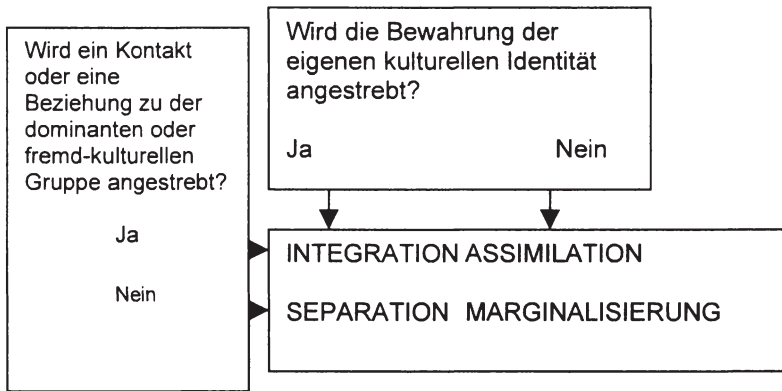 Wird ein Kontakt
oder eine
Beziehung zu der
dominanten oder
fremd-kulturellen
Gruppe angestrebt?
Ja
Nein
Wird die Bewahrung der
eigenen kulturellen Identität
angestrebt?
Ja Nein
INTEGRATION ASSIMILATION
SEPARATION MARGINALISIERUNG